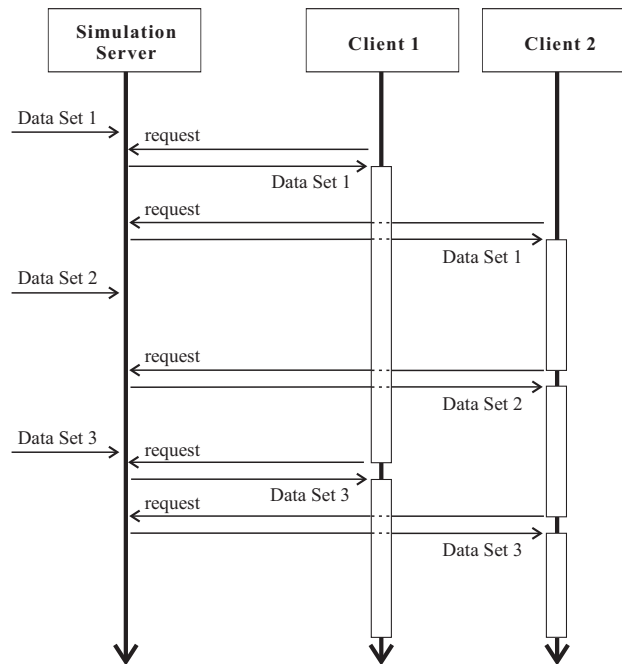 Simulation
Server
Client 1
Client 2
Data Set 1
request
Data Set 1
request
Data Set 1
Data Set 2
request
Data Set 2
Data Set 3
request
Data Set 3
request
Data Set 3